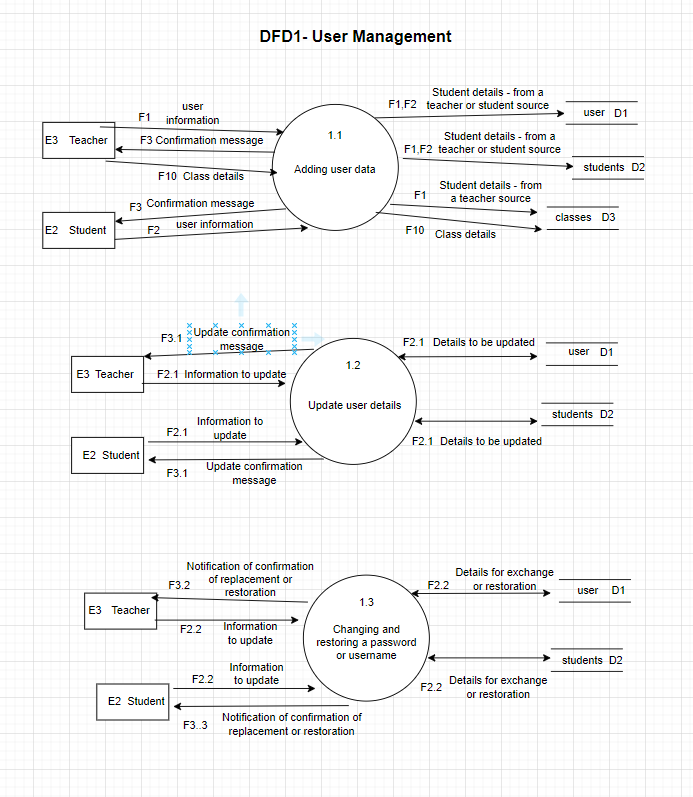 DFD1- User Management
Student details - from a
F1,F2 teacher or student source
user D1
user
F1 information
1.1
Adding user data
E3 Teacher
F3 Confirmation message
F10 Class details
Student details - from a
F1,F2 teacher or student source
students D2
Student details - from
F1 a teacher source
classes D3
F10 Class details
F3 Confirmation message
E2 Student
F2 user information
F3.1 Update confirmation
message
1.2
Update user details
F2.1 Details to be updated
user D1
E3 Teacher
F2.1 Information to update
students D2
Information to
F2.1 update
F2.1 Details to be updated
E2 Student
F3.1 Update confirmation
message
Notification of confirmation
of replacement or
F3.2 restoration
1.3
Changing and
restoring a password
or username
Details for exchange
F2.2 or restoration
user D1
E3 Teacher
F2.2 Information
to update
students D2
Information
F2.2 to update
F2.2 Details for exchange
or restoration
E2 Student
Notification of confirmation of
F3..3 replacement or restoration